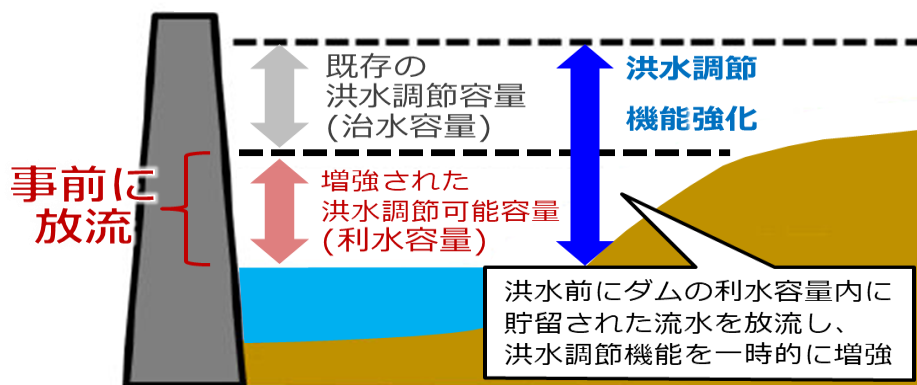 既存の
洪水調節容量
(治水容量)
洪水調節
機能強化
事前に
放流
増強された
洪水調節可能容量
(利水容量)
洪水前にダムの利水容量内に
貯留された流水を放流し、
洪水調節機能を一時的に増強